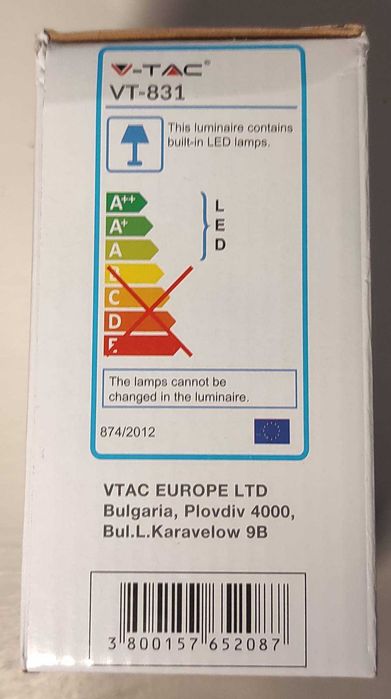 V-TAC®
VT-831
This luminaire contains
built-in LED lamps.
A++
A+
A
B
C
D
E
L
E
D
The lamps cannot be
changed in the luminaire.
874/2012
VTAC EUROPE LTD
Bulgaria, Plovdiv 4000,
Bul.L.Karavelow 9B
3 800157 652087